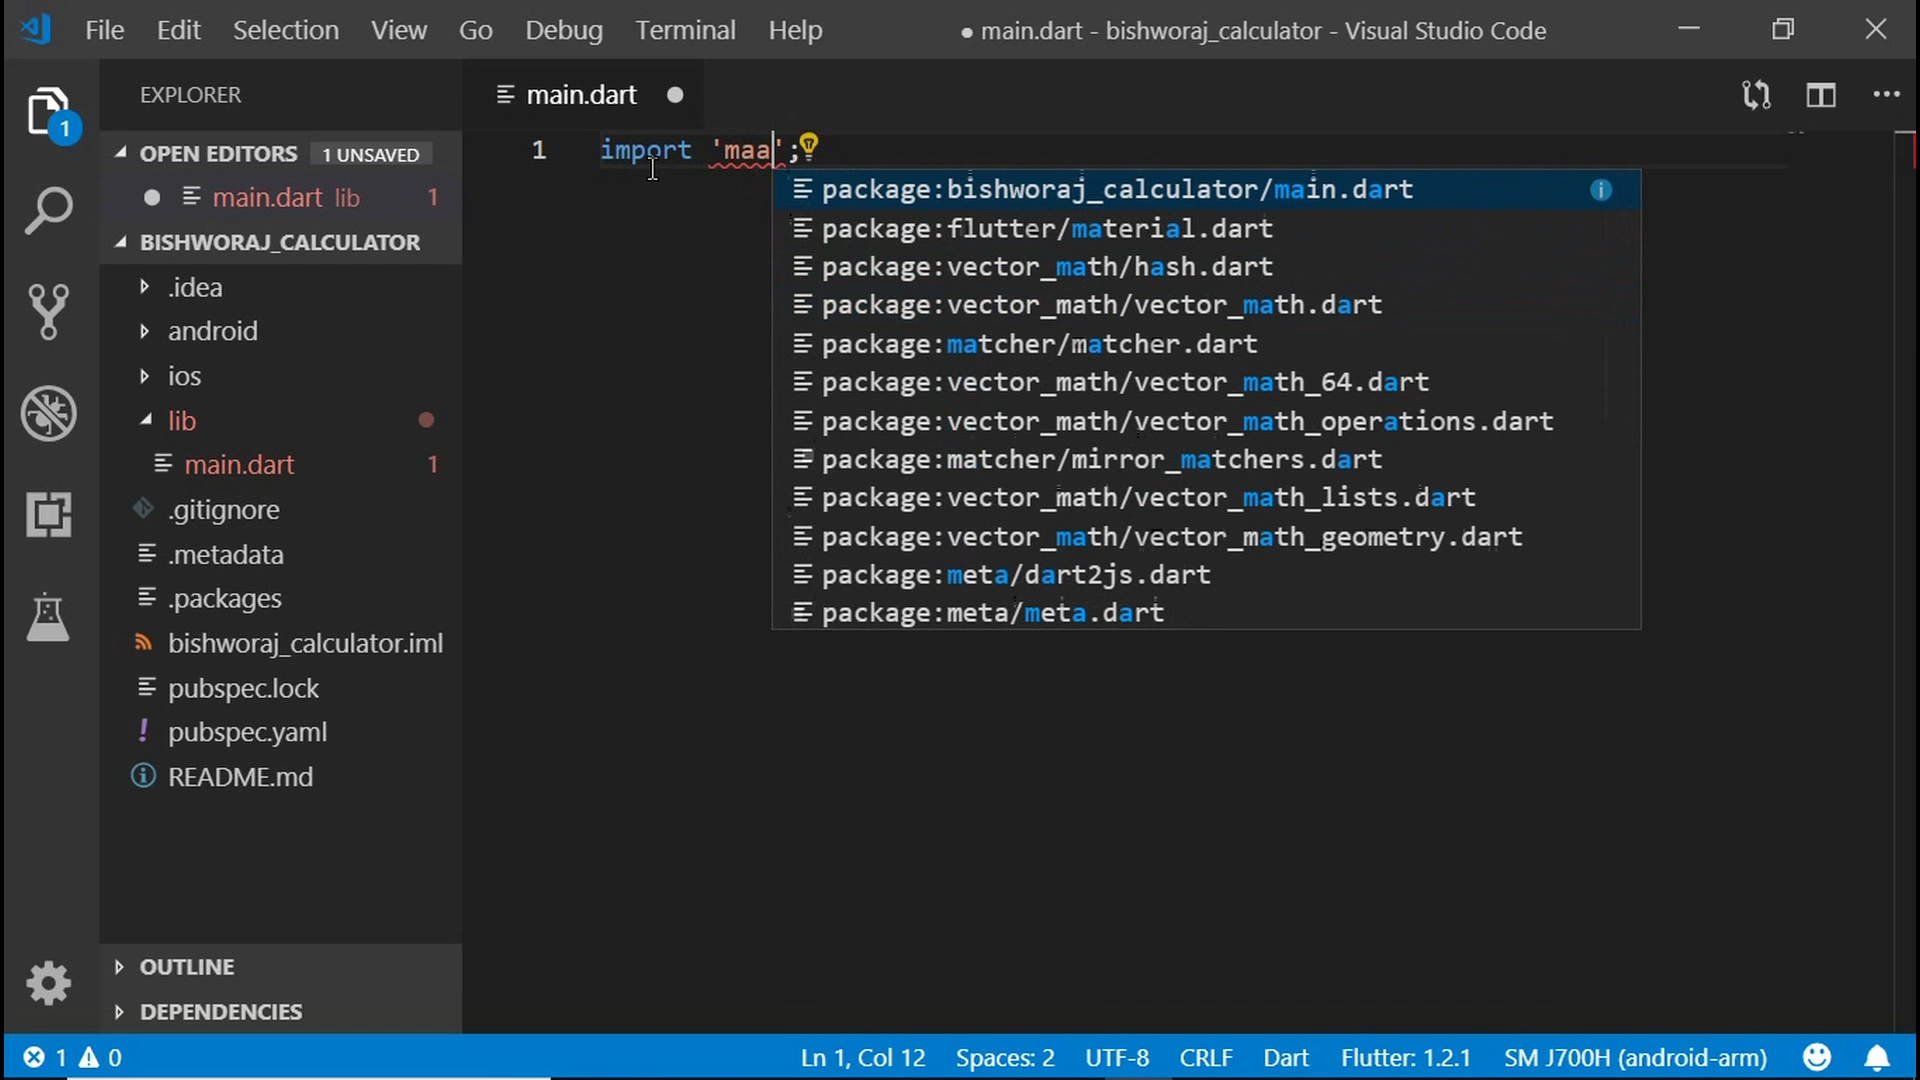 File Edit Selection View Go Debug Terminal Help
● main.dart - bishworaj_calculator - Visual Studio Code
EXPLORER
1
OPEN EDITORS 1 UNSAVED
main.dart lib 1
BISHWORAJ_CALCULATOR
.idea
android
ios
lib
main.dart 1
.gitignore
.metadata
.packages
bishworaj_calculator.iml
pubspec.lock
pubspec.yaml
README.md
OUTLINE
DEPENDENCIES
main.dart
1 import 'maa';
package:bishworaj_calculator/main.dart
package:flutter/material.dart
package:vector_math/hash.dart
package:vector_math/vector_math.dart
package:matcher/matcher.dart
package:vector_math/vector_math_64.dart
package:vector_math/vector_math_operations.dart
package:matcher/mirror_matchers.dart
package:vector_math/vector_math_lists.dart
package:vector_math/vector_math_geometry.dart
package:meta/dart2js.dart
package:meta/meta.dart
1 0 Ln 1, Col 12 Spaces: 2 UTF-8 CRLF Dart Flutter: 1.2.1 SM J700H (android-arm)